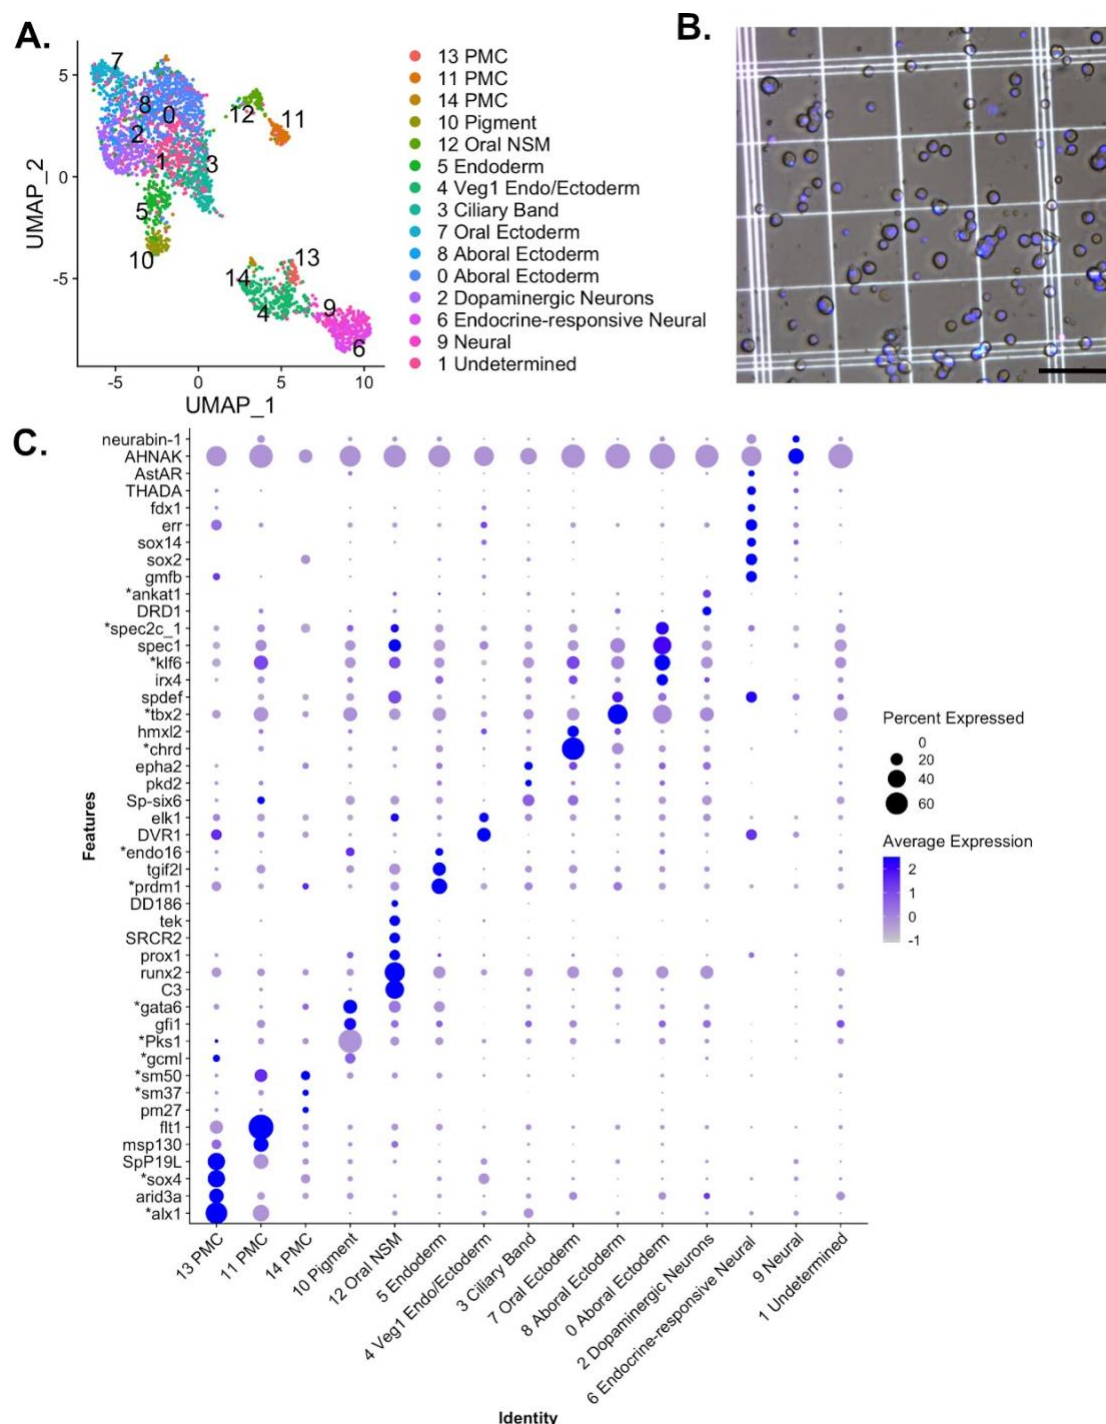 A.
7
5
8
0
12
11
2
1
3
0
5
10
-5
14
13
4
9
6
-5
0
5
10
UMAP_1
UMAP_2
13 PMC
11 PMC
14 PMC
10 Pigment
12 Oral NSM
5 Endoderm
4 Veg1 Endo/Ectoderm
3 Ciliary Band
7 Oral Ectoderm
8 Aboral Ectoderm
0 Aboral Ectoderm
2 Dopaminergic Neurons
6 Endocrine-responsive Neural
9 Neural
1 Undetermined
B.
C.
neurabin-1
AHNAK
AstAR
THADA
fdx1
err
sox14
sox2
gmfb
*ankat1
DRD1
*spec2c_1
spec1
*klf6
irx4
spdef
*tbx2
hmxl2
*chrd
epha2
pkd2
Sp-six6
elk1
DVR1
*endo16
tgif2l
*prdm1
DD186
tek
SRCR2
prox1
runx2
C3
*gata6
gfi1
*Pks1
*gcml
*sm50
*sm37
pm27
flt1
msp130
SpP19L
*sox4
arid3a
*alx1
Features
13 PMC
11 PMC
14 PMC
10 Pigment
12 Oral NSM
5 Endoderm
4 Veg1 Endo/Ectoderm
3 Ciliary Band
7 Oral Ectoderm
8 Aboral Ectoderm
0 Aboral Ectoderm
2 Dopaminergic Neurons
6 Endocrine-responsive Neural
9 Neural
1 Undetermined
Identity
Percent Expressed
0
20
40
60
Average Expression
2
1
0
-1